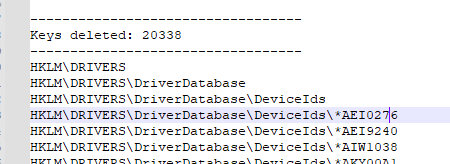 ----------------------------------
Keys deleted: 20338
----------------------------------
HKLM\DRIVERS
HKLM\DRIVERS\DriverDatabase
HKLM\DRIVERS\DriverDatabase\DeviceIds
HKLM\DRIVERS\DriverDatabase\DeviceIds\*AEI0276
HKLM\DRIVERS\DriverDatabase\DeviceIds\*AEI9240
HKLM\DRIVERS\DriverDatabase\DeviceIds\*AIW1038
HKLM\DRIVERS\DriverDatabase\DeviceIds\*AKY00A1